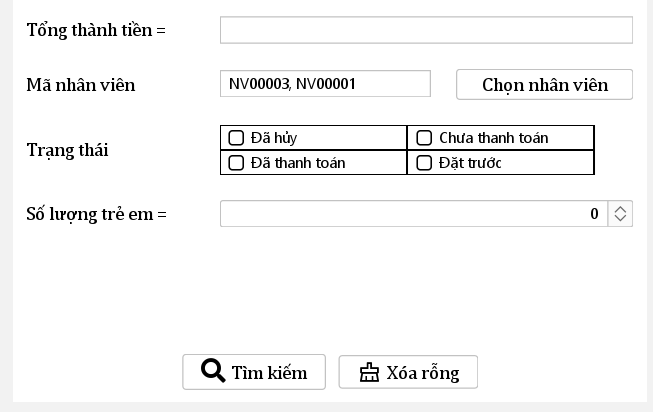 Tổng thành tiền =
Mã nhân viên NV00003, NV00001 Chọn nhân viên
Đã hủy Chưa thanh toán
Trạng thái
Đã thanh toán Đặt trước
Số lượng trẻ em = 0
Tìm kiếm Xóa rỗng